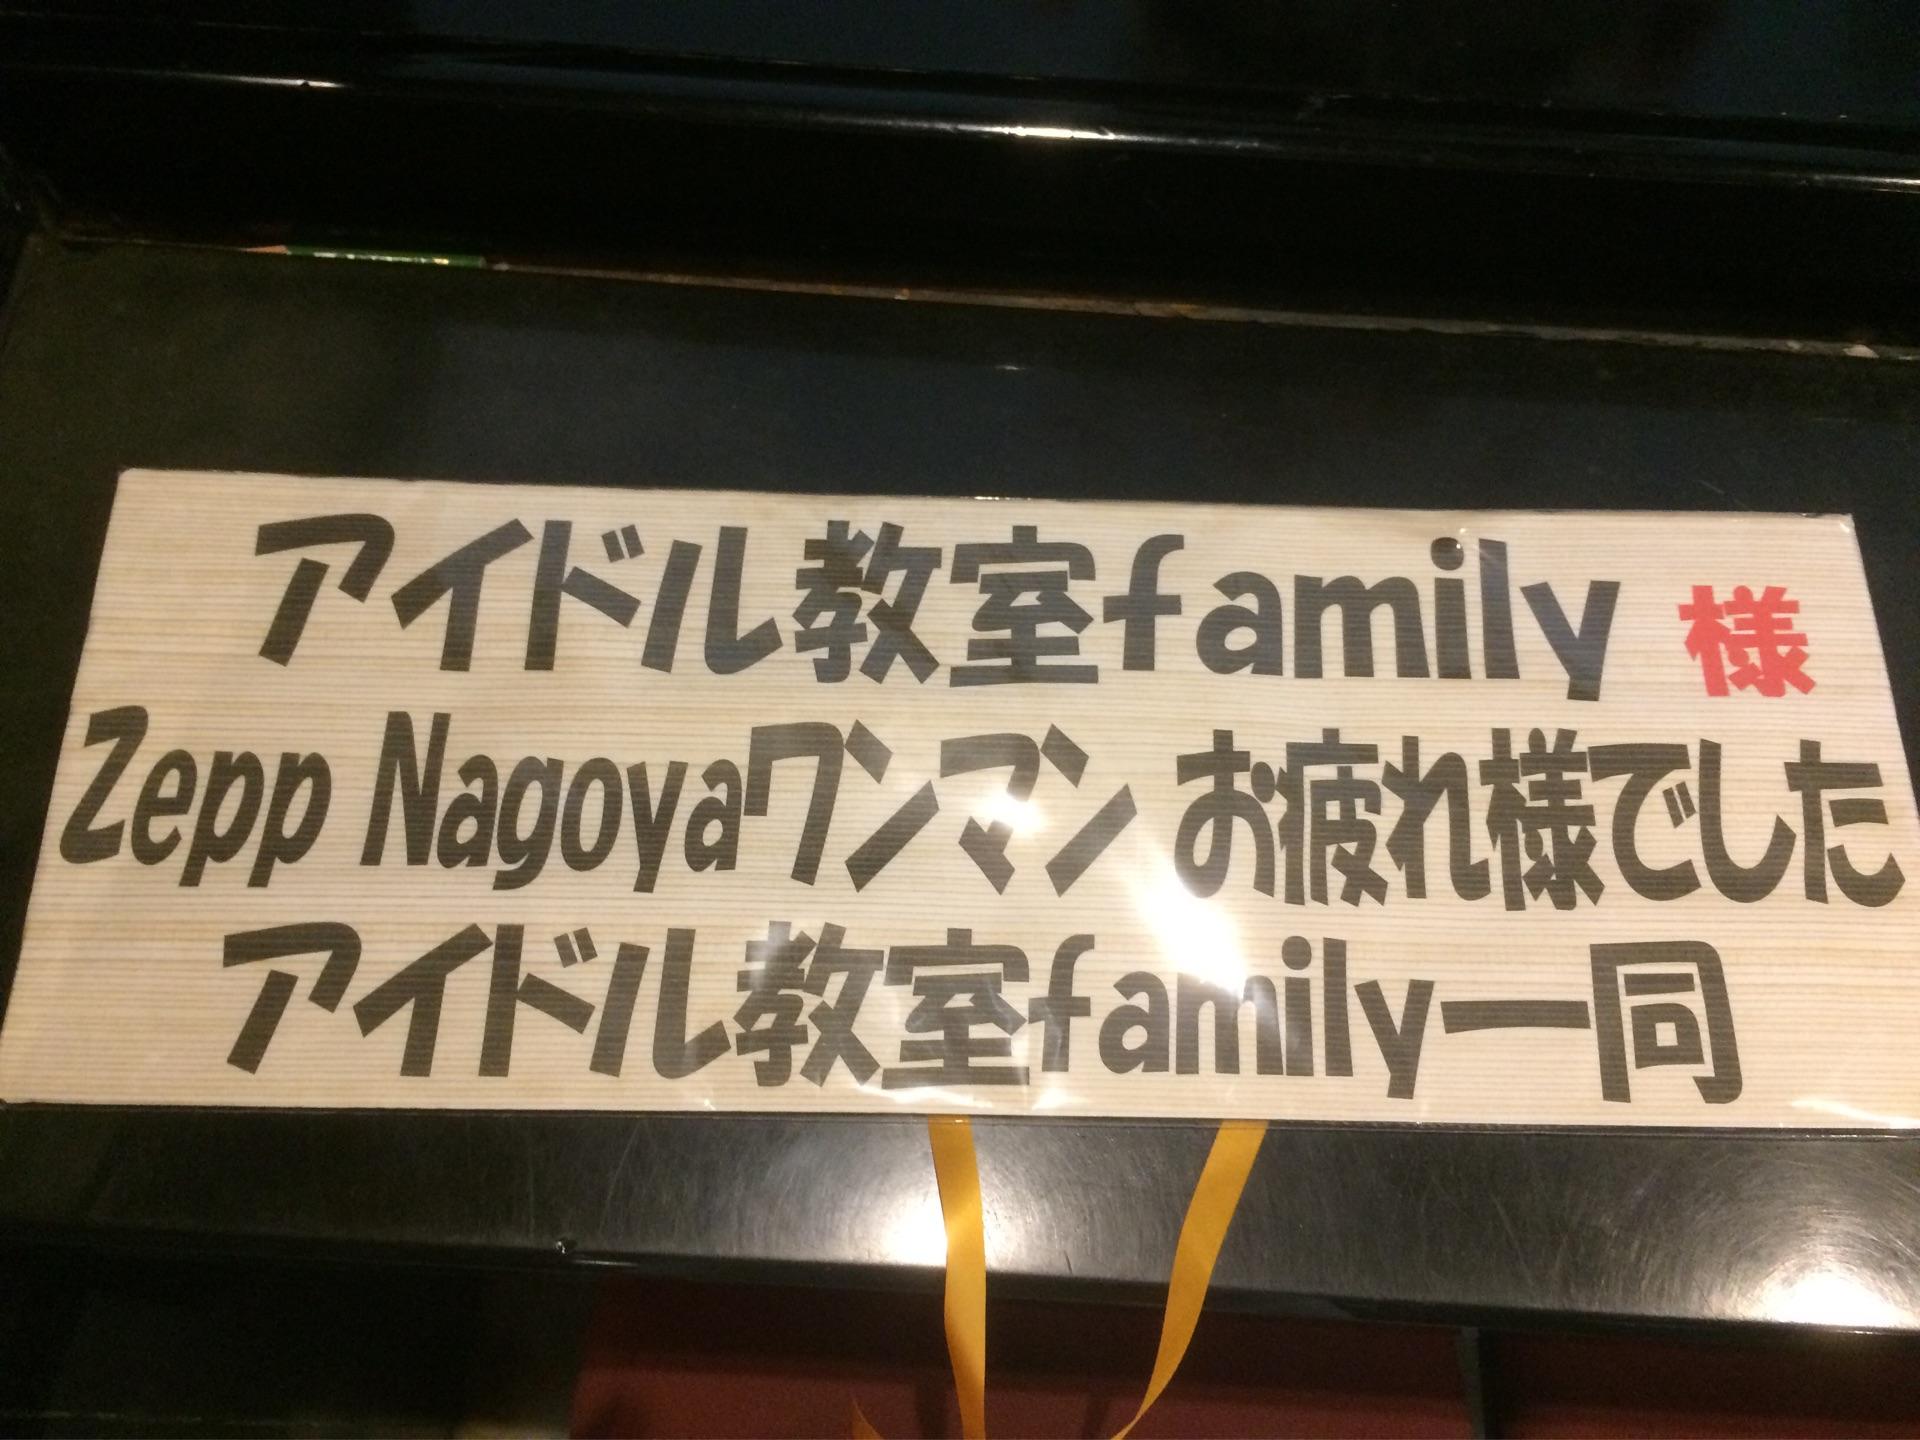 アイドル教室family 様
Zepp Nagoyaワンマン お疲れ様でした
アイドル教室family一同